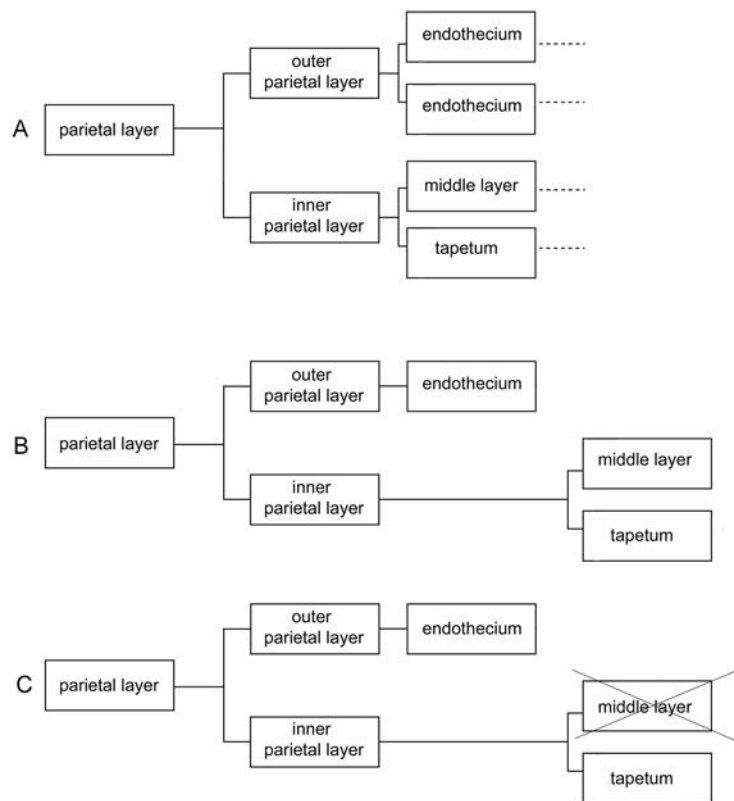 A
parietal layer
outer
parietal layer
endothecium
endothecium
inner
parietal layer
middle layer
tapetum
B
parietal layer
outer
parietal layer
endothecium
inner
parietal layer
middle layer
tapetum
C
parietal layer
outer
parietal layer
endothecium
inner
parietal layer
middle layer
tapetum